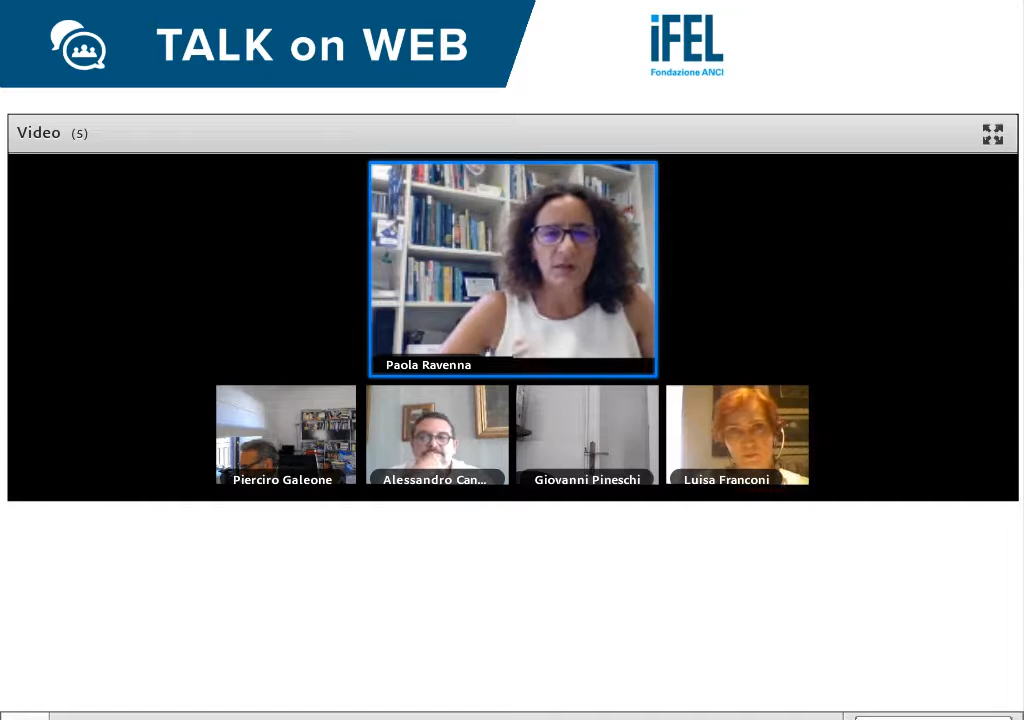 TALK on WEB
iFEL
Fondazione ANCI
Video (5)
Paola Ravenna
Pierciro Galeone
Alessandro Can...
Giovanni Pineschi
Luisa Franconi